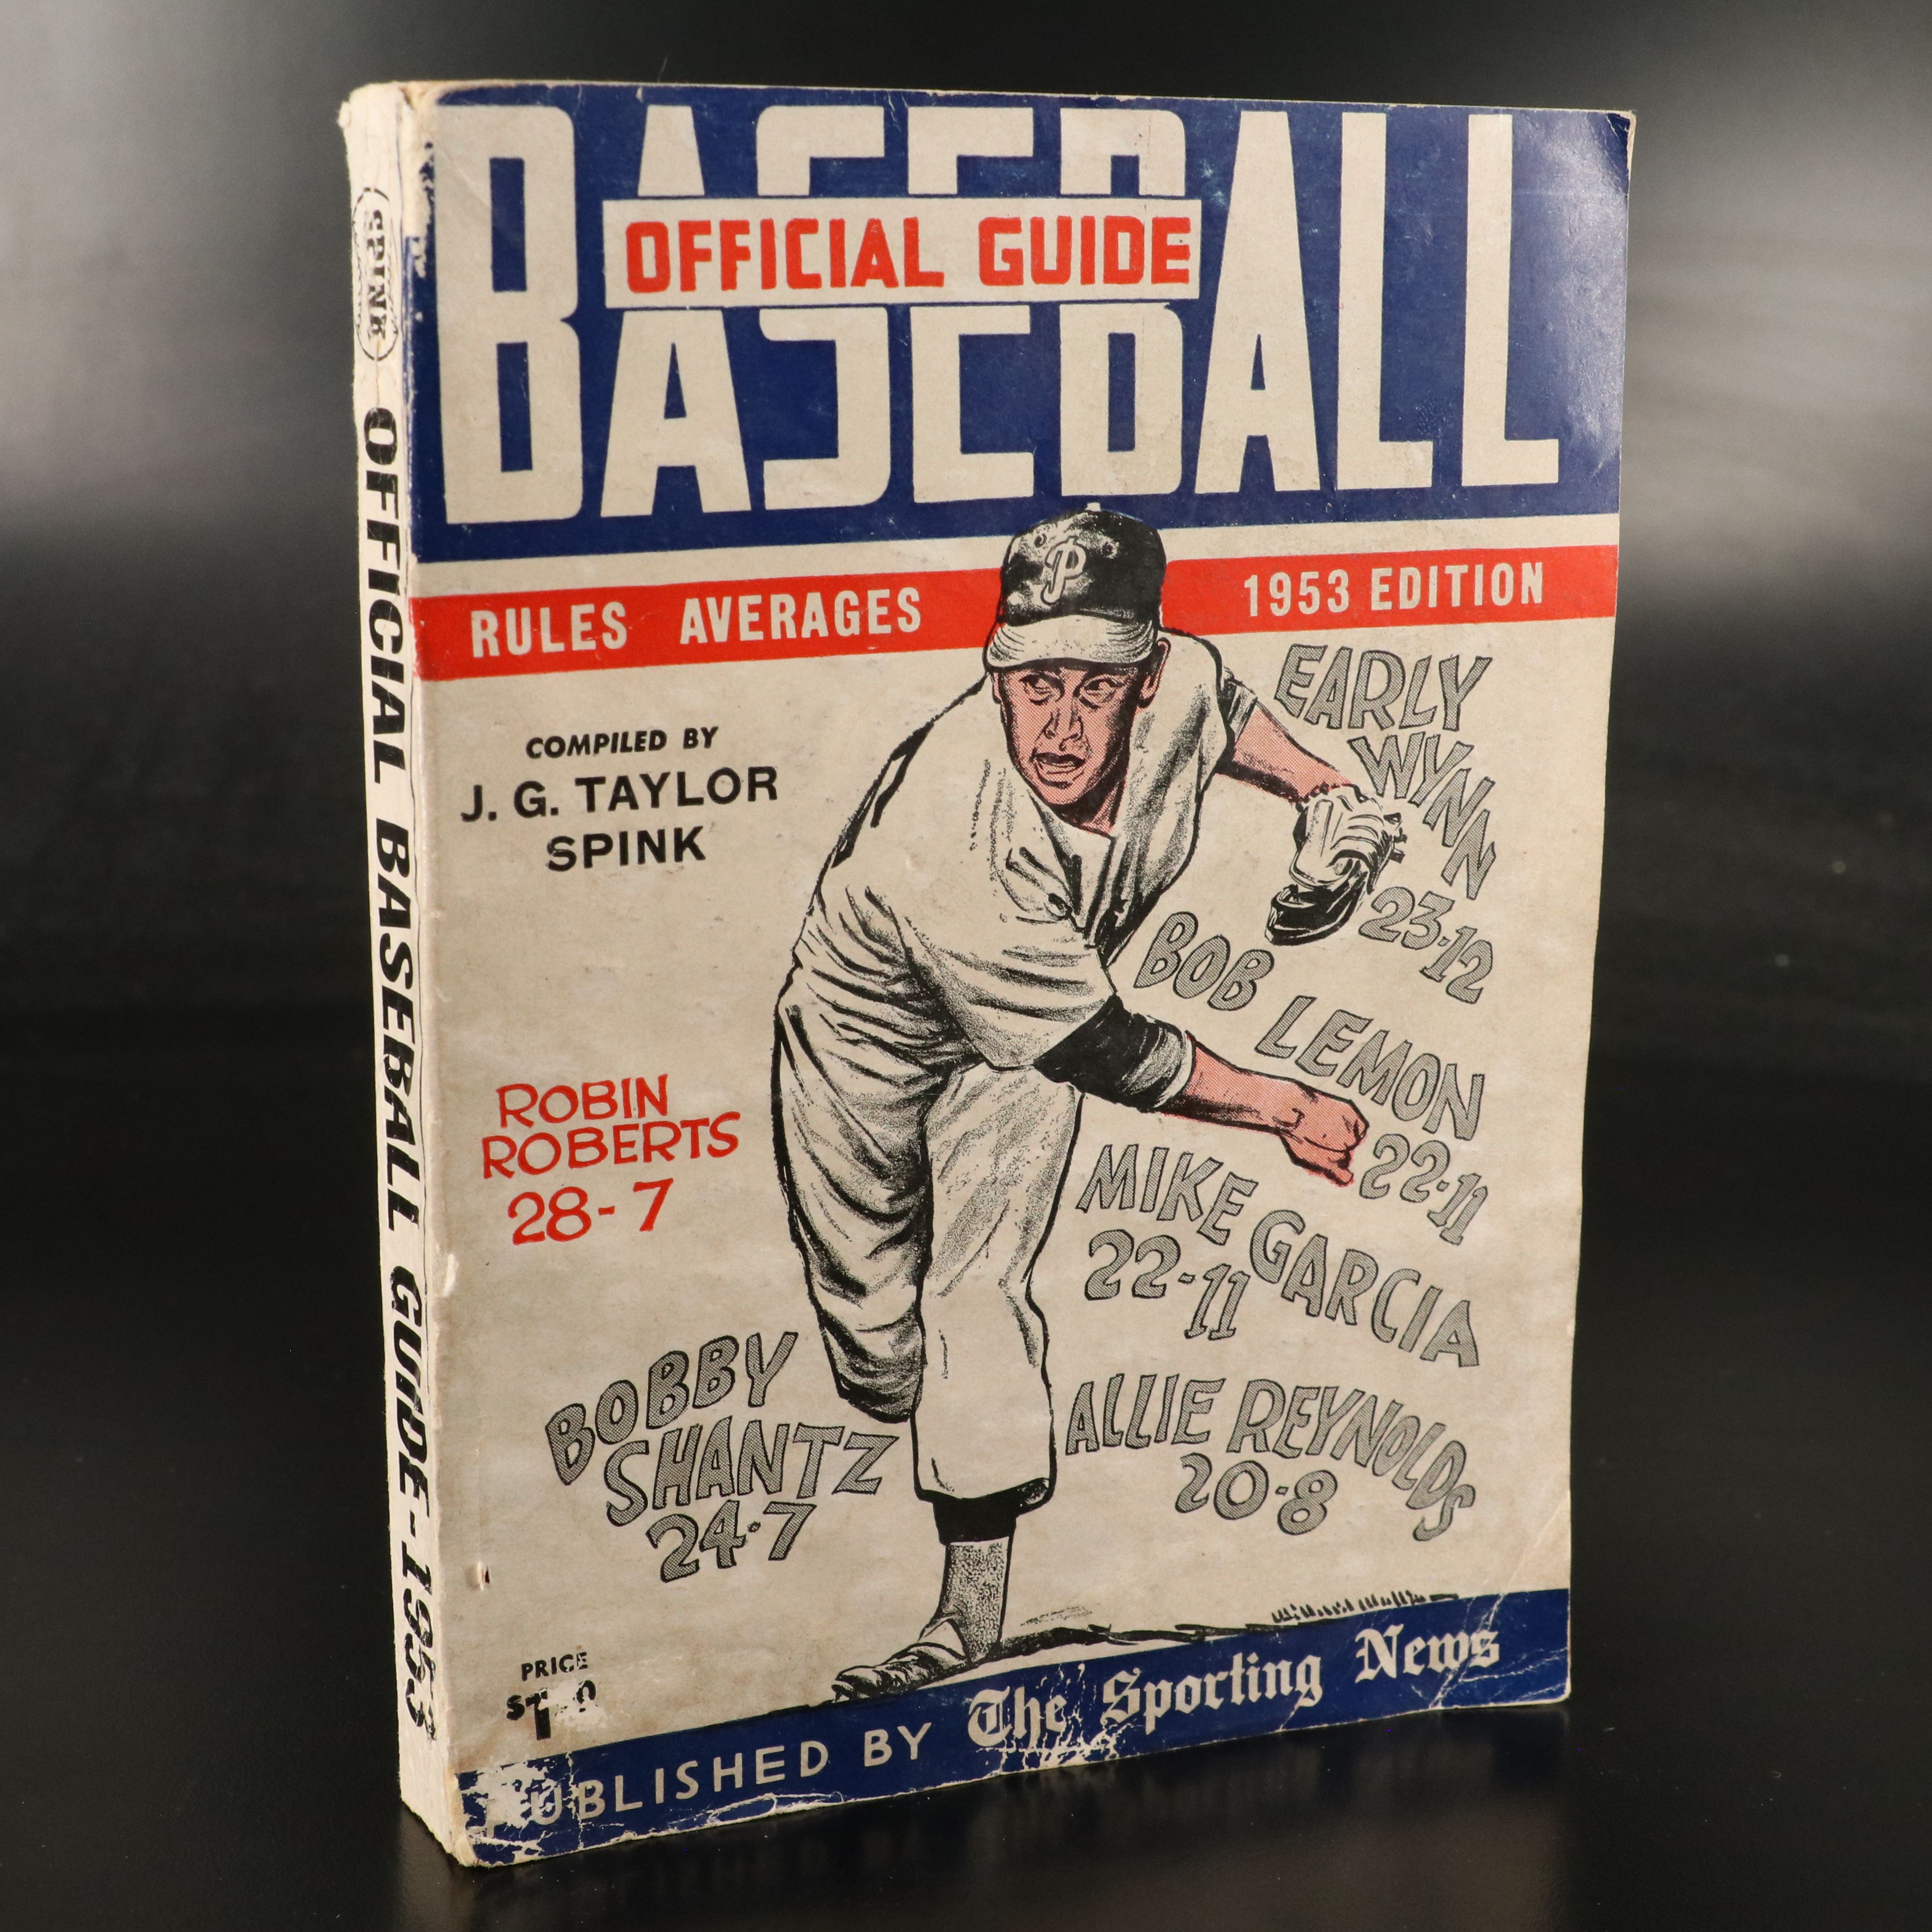 SPINK
OFFICIAL BASEBALL GUIDE-1953
BASEBALL
OFFICIAL GUIDE
RULES AVERAGES
1953 EDITION
P
COMPILED BY
J. G. TAYLOR
SPINK
EARLY
WYNN
23-12
BOB LEMON
22-11
ROBIN
ROBERTS
28-7
MIKE GARCIA
22-11
BOBBY
SHANTZ
24-7
ALLIE REYNOLDS
20-8
PRICE
PUBLISHED BY The Sporting News